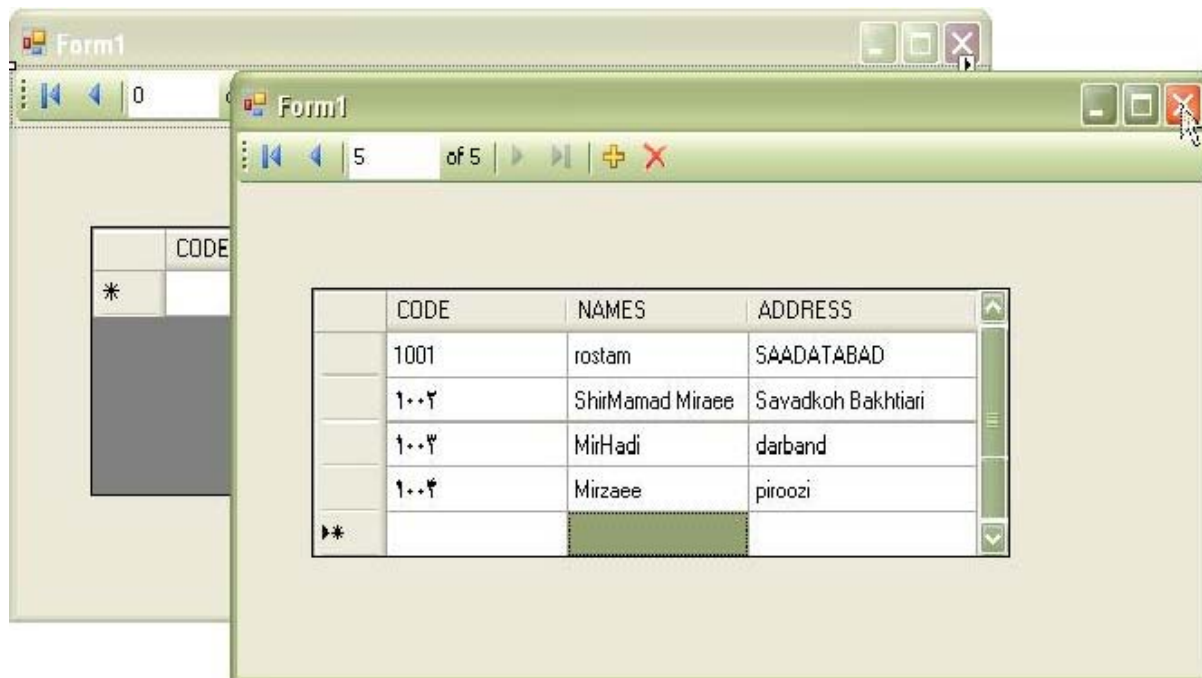 Form1
0
Form1
5 of 5
CODE
CODE NAMES ADDRESS
1001 rostam SAADATABAD
۱۰۰۲ ShirMamad Miraee Savadkoh Bakhtiari
۱۰۰۳ MirHadi darband
۱۰۰۴ Mirzaee piroozi